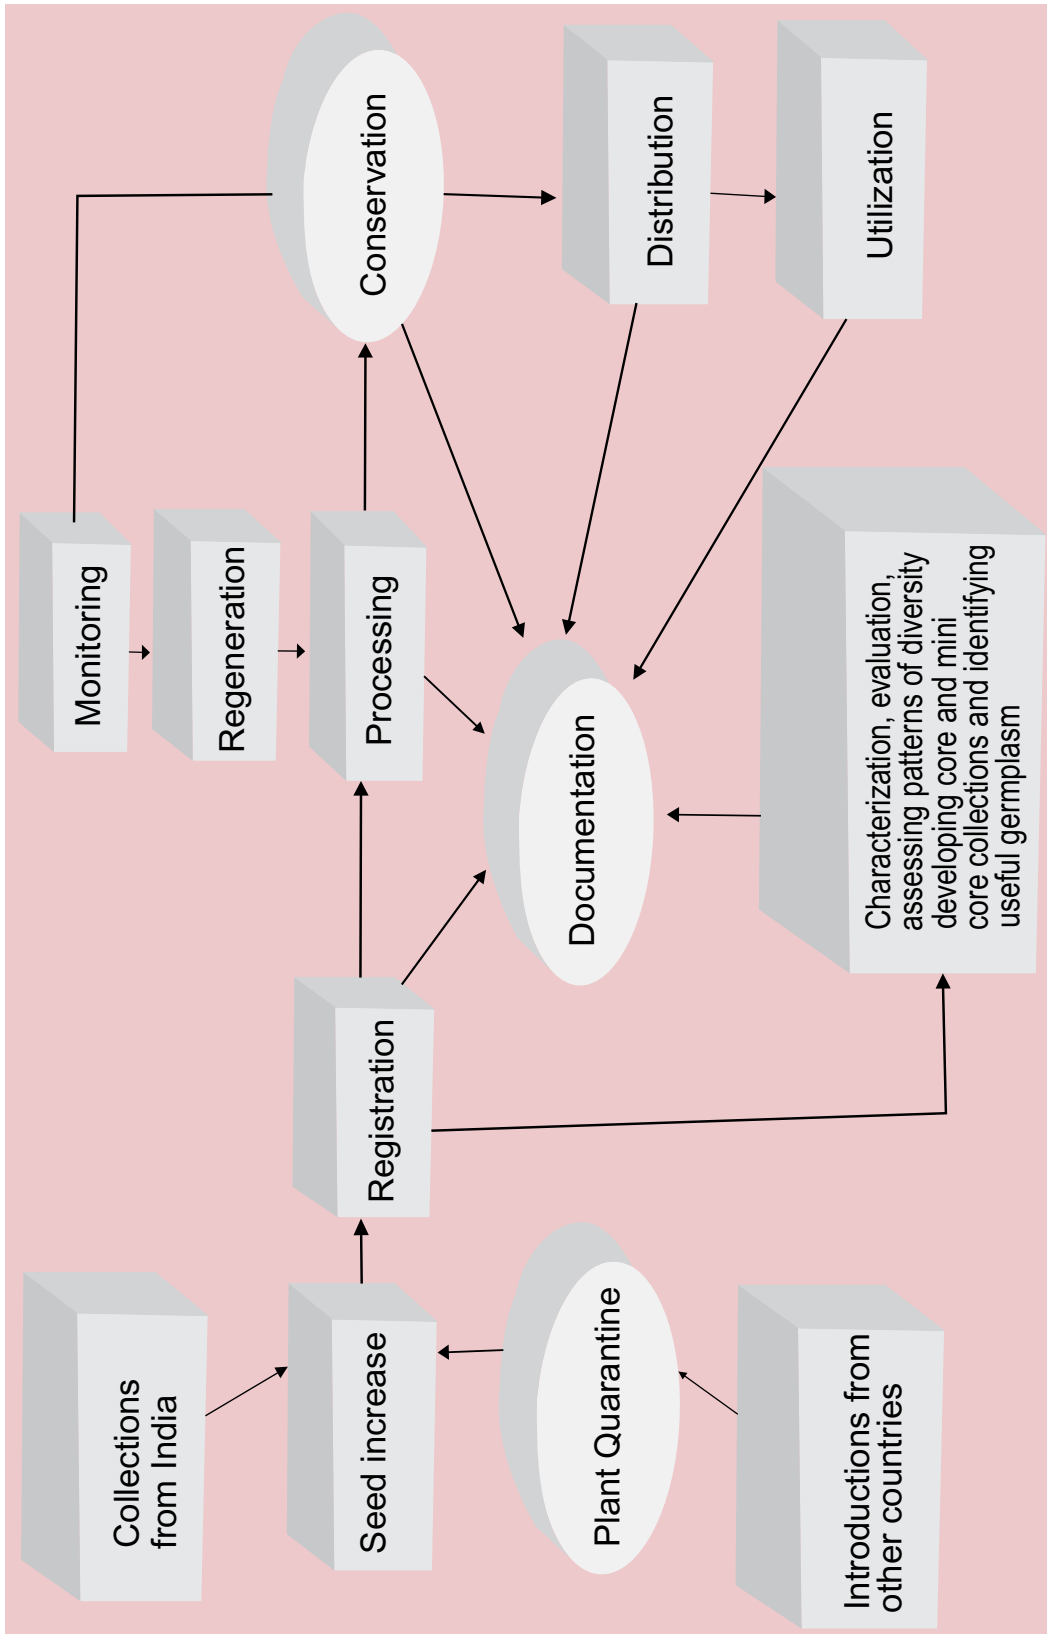 Collections
from India
Seed increase
Plant Quarantine
Introductions from
other countries
Registration
Monitoring
Regeneration
Processing
Documentation
Characterization, evaluation,
assessing patterns of diversity
developing core and mini
core collections and identifying
useful germplasm
Conservation
Distribution
Utilization